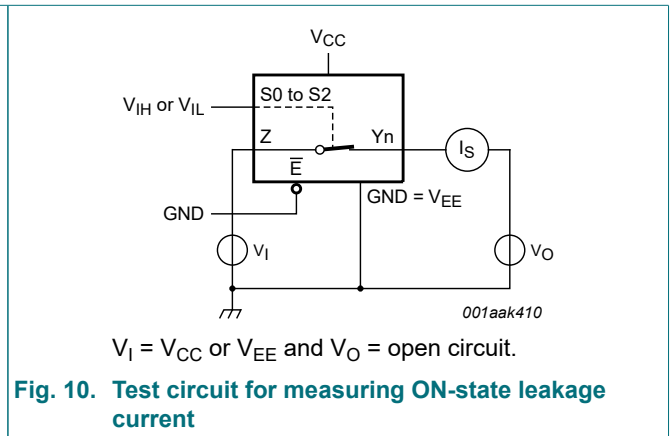 VCC
VIH or VIL
S0 to S2
Z
Yn
IS
E
GND
GND = VEE
VI
VO
001aak410
VI = VCC or VEE and VO = open circuit.
Fig. 10. Test circuit for measuring ON-state leakage
current